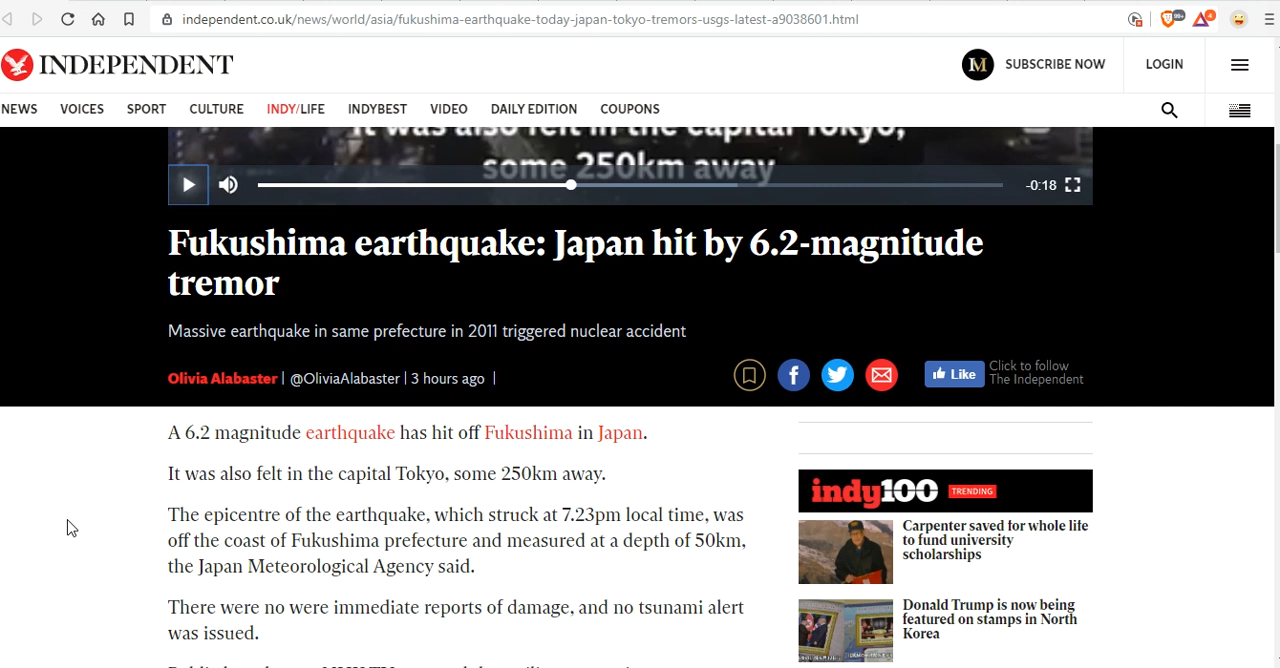 independent.co.uk/news/world/asia/fukushima-earthquake-today-japan-tokyo-tremors-usgs-latest-a9038601.html
99+
4
INDEPENDENT
M
SUBSCRIBE NOW
LOGIN
NEWS VOICES SPORT CULTURE INDY/LIFE INDYBEST VIDEO DAILY EDITION COUPONS
It was also felt in the capital Tokyo,
some 250km away
-0:18
Fukushima earthquake: Japan hit by 6.2-magnitude
tremor
Massive earthquake in same prefecture in 2011 triggered nuclear accident
Olivia Alabaster | @OliviaAlabaster | 3 hours ago |
f
Like
Click to follow
The Independent
A 6.2 magnitude earthquake has hit off Fukushima in Japan.
It was also felt in the capital Tokyo, some 250km away.
The epicentre of the earthquake, which struck at 7.23pm local time, was
off the coast of Fukushima prefecture and measured at a depth of 50km,
the Japan Meteorological Agency said.
There were no were immediate reports of damage, and no tsunami alert
was issued.
indy100 TRENDING
Carpenter saved for whole life
to fund university
scholarships
Donald Trump is now being
featured on stamps in North
Korea